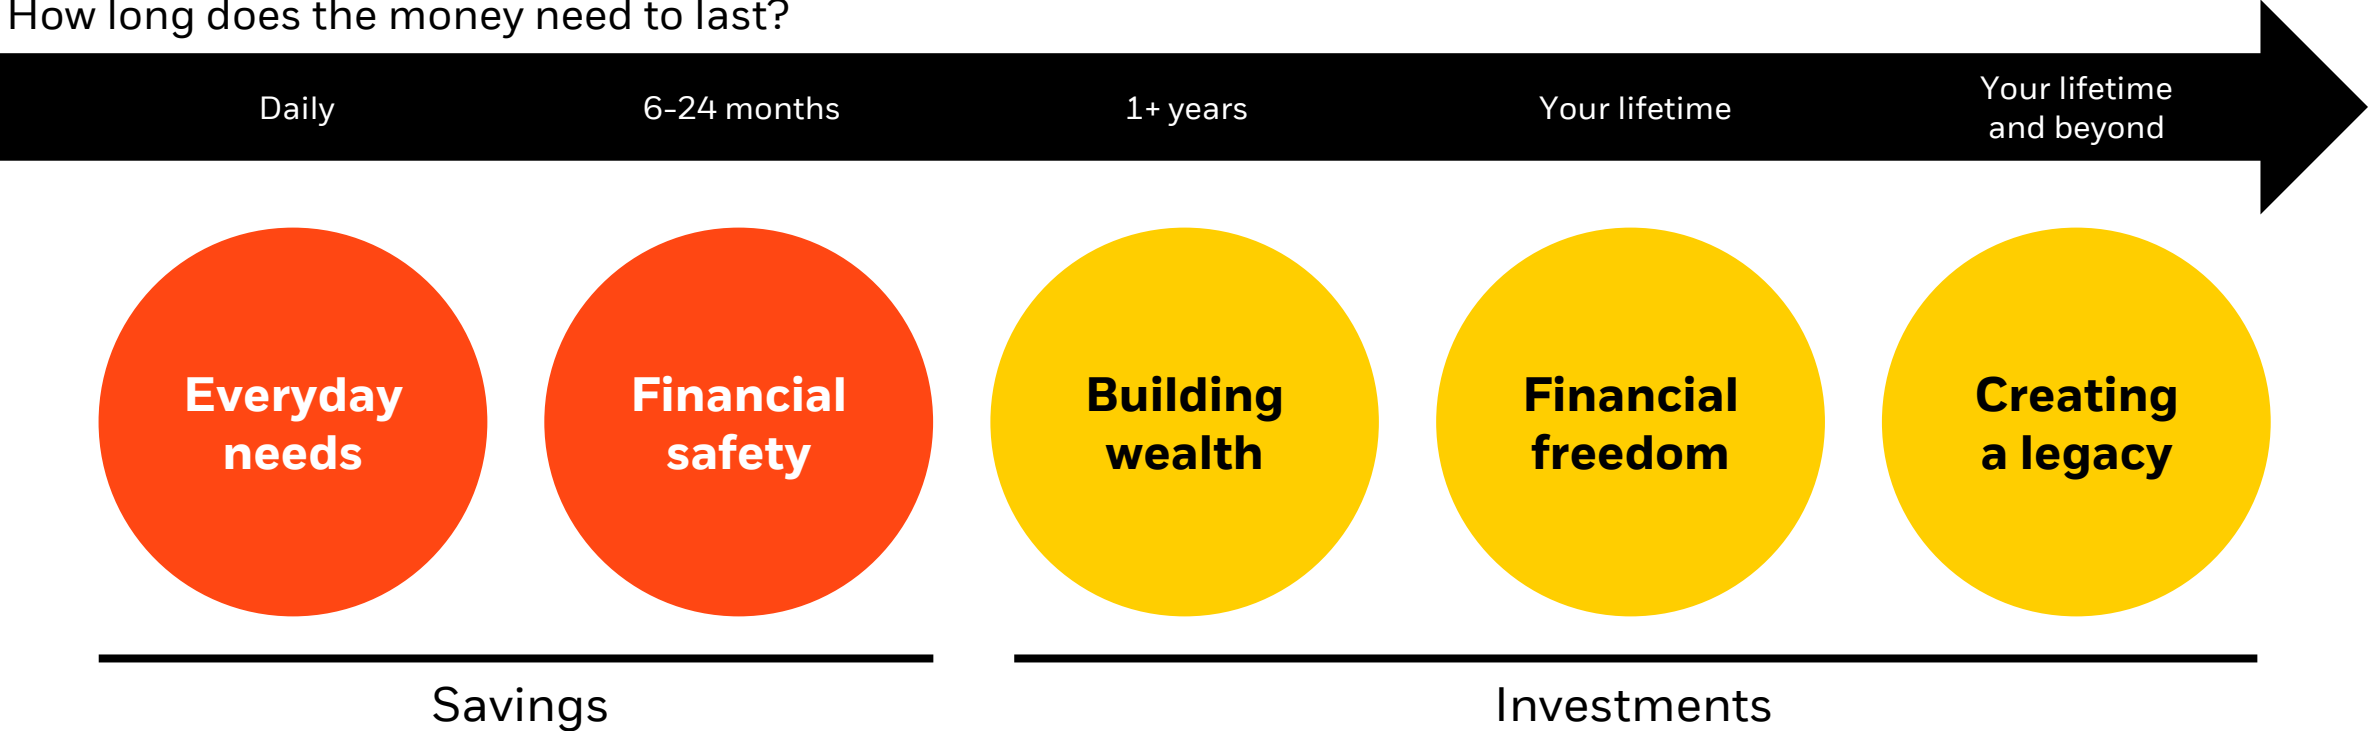 How long does the money need to last?
Daily
6-24 months
1+ years
Your lifetime
Your lifetime
and beyond
Everyday
needs
Financial
safety
Building
wealth
Financial
freedom
Creating
a legacy
Savings
Investments